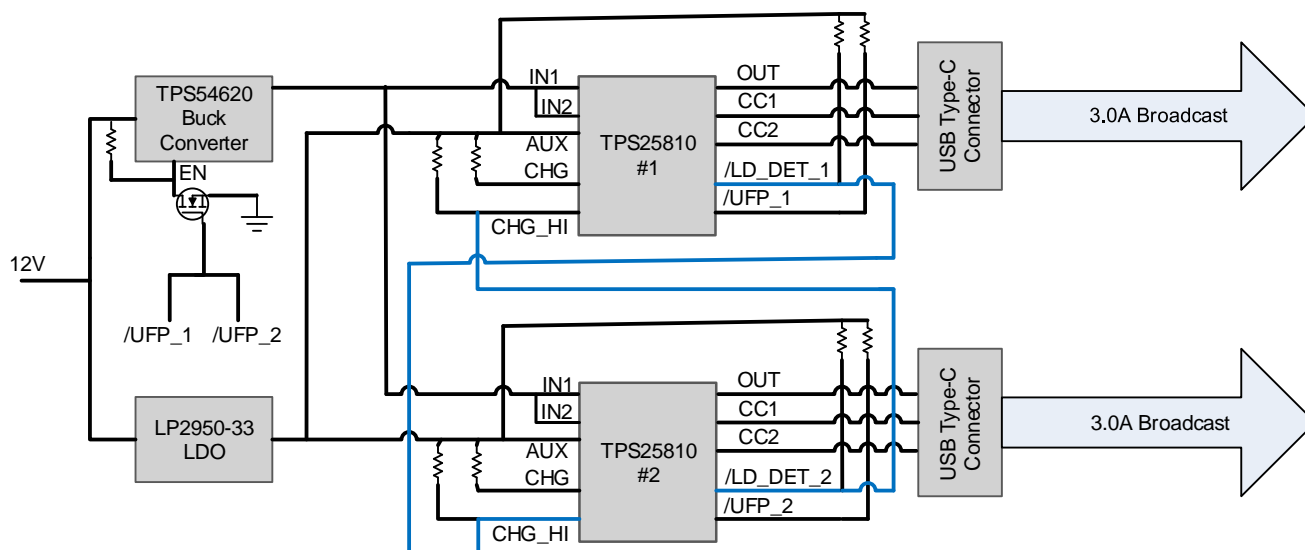 12V
TPS54620
Buck
Converter
EN
/UFP_1
/UFP_2
LP2950-33
LDO
IN1
IN2
AUX
CHG
CHG_HI
TPS25810
#1
OUT
CC1
CC2
/LD_DET_1
/UFP_1
USB Type-C
Connector
3.0A Broadcast
IN1
IN2
AUX
CHG
CHG_HI
TPS25810
#2
OUT
CC1
CC2
/LD_DET_2
/UFP_2
USB Type-C
Connector
3.0A Broadcast